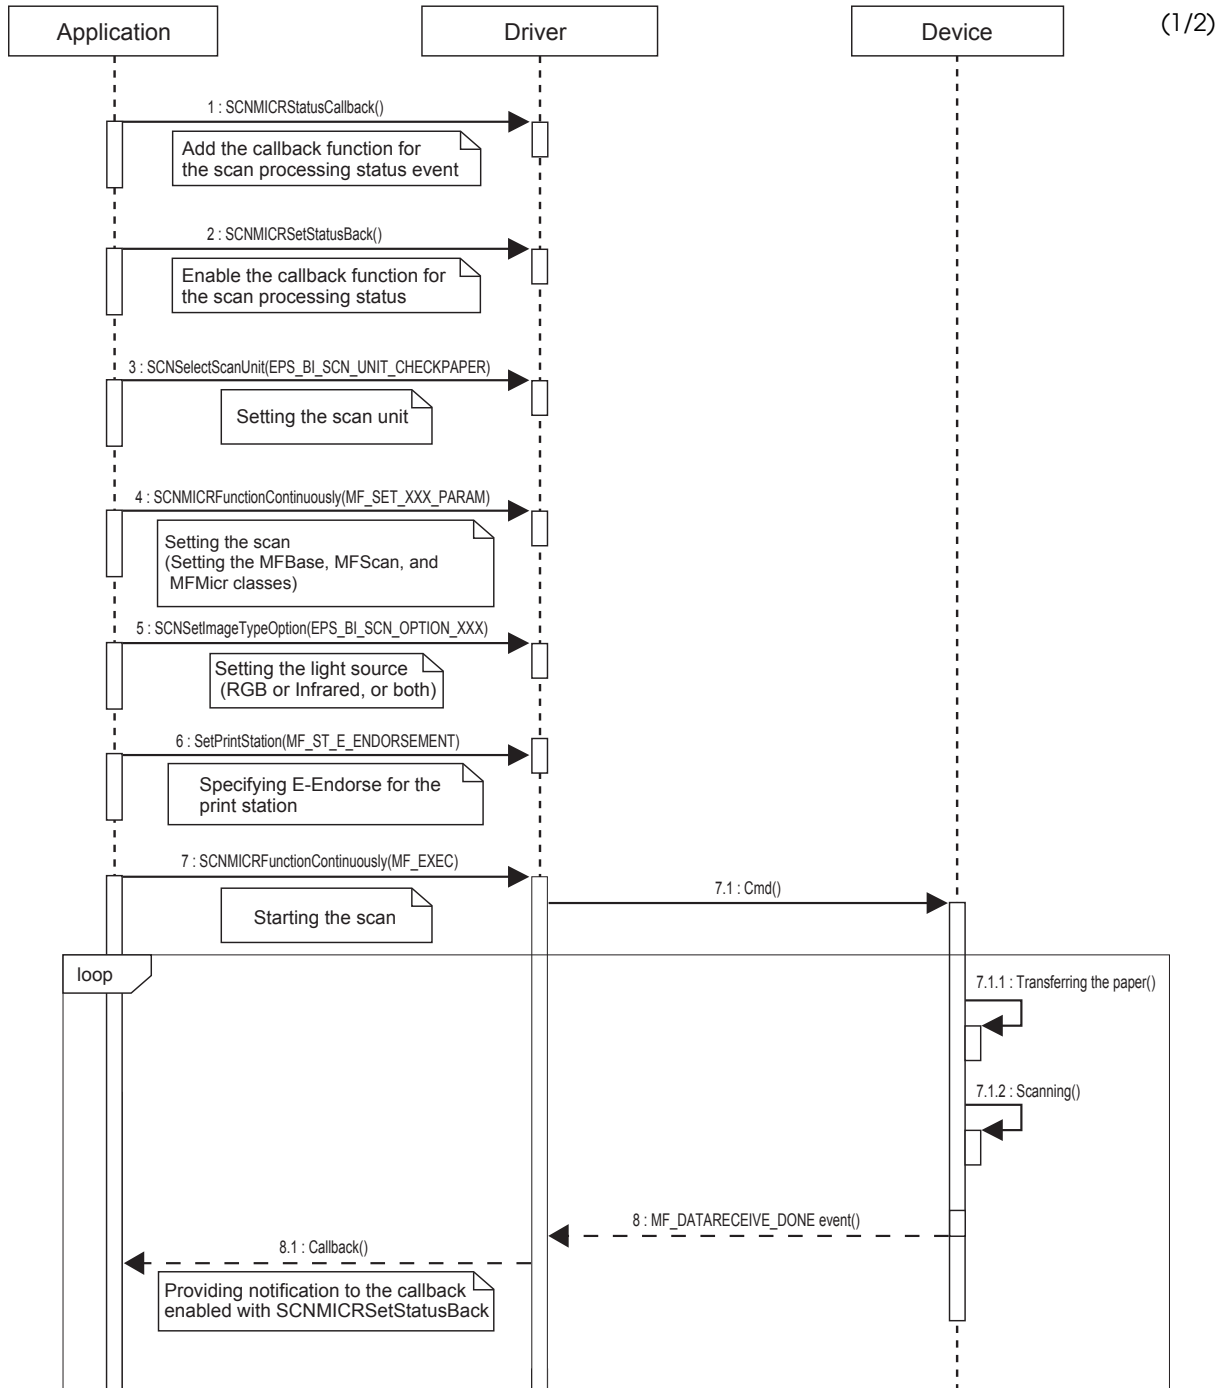 Application
Driver
Device
(1/2)
1 : SCNMICRStatusCallback()
Add the callback function for
the scan processing status event
2 : SCNMICRSetStatusBack()
Enable the callback function for
the scan processing status
3 : SCNSelectScanUnit(EPS_BI_SCN_UNIT_CHECKPAPER)
Setting the scan unit
4 : SCNMICRFunctionContinuously(MF_SET_XXX_PARAM)
Setting the scan
(Setting the MFBase, MFScan, and
MFMicr classes)
5 : SCNSetImageTypeOption(EPS_BI_SCN_OPTION_XXX)
Setting the light source
(RGB or Infrared, or both)
6 : SetPrintStation(MF_ST_E_ENDORSEMENT)
Specifying E-Endorse for the
print station
7 : SCNMICRFunctionContinuously(MF_EXEC)
Starting the scan
7.1 : Cmd()
loop
7.1.1 : Transferring the paper()
7.1.2 : Scanning()
8 : MF_DATARECEIVE_DONE event()
8.1 : Callback()
Providing notification to the callback
enabled with SCNMICRSetStatusBack